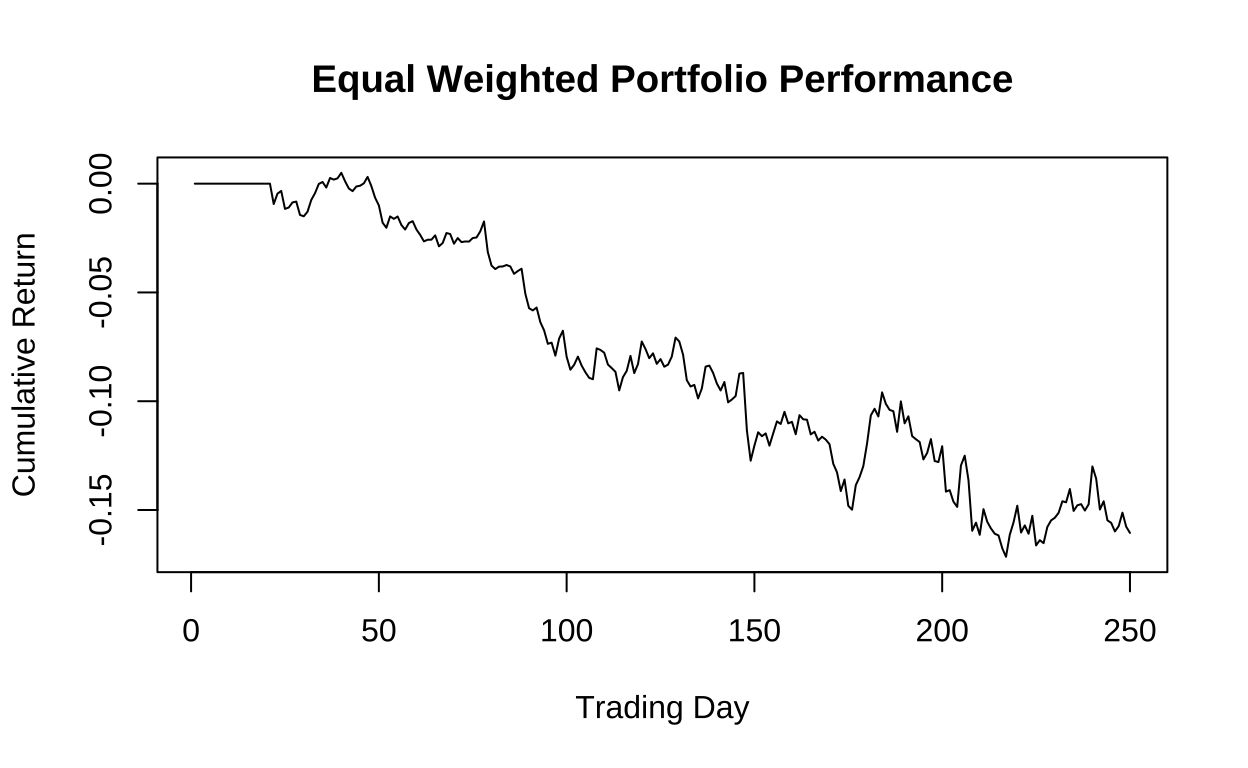 Equal Weighted Portfolio Performance
Cumulative Return
0.00
-0.05
-0.10
-0.15
0 50 100 150 200 250
Trading Day